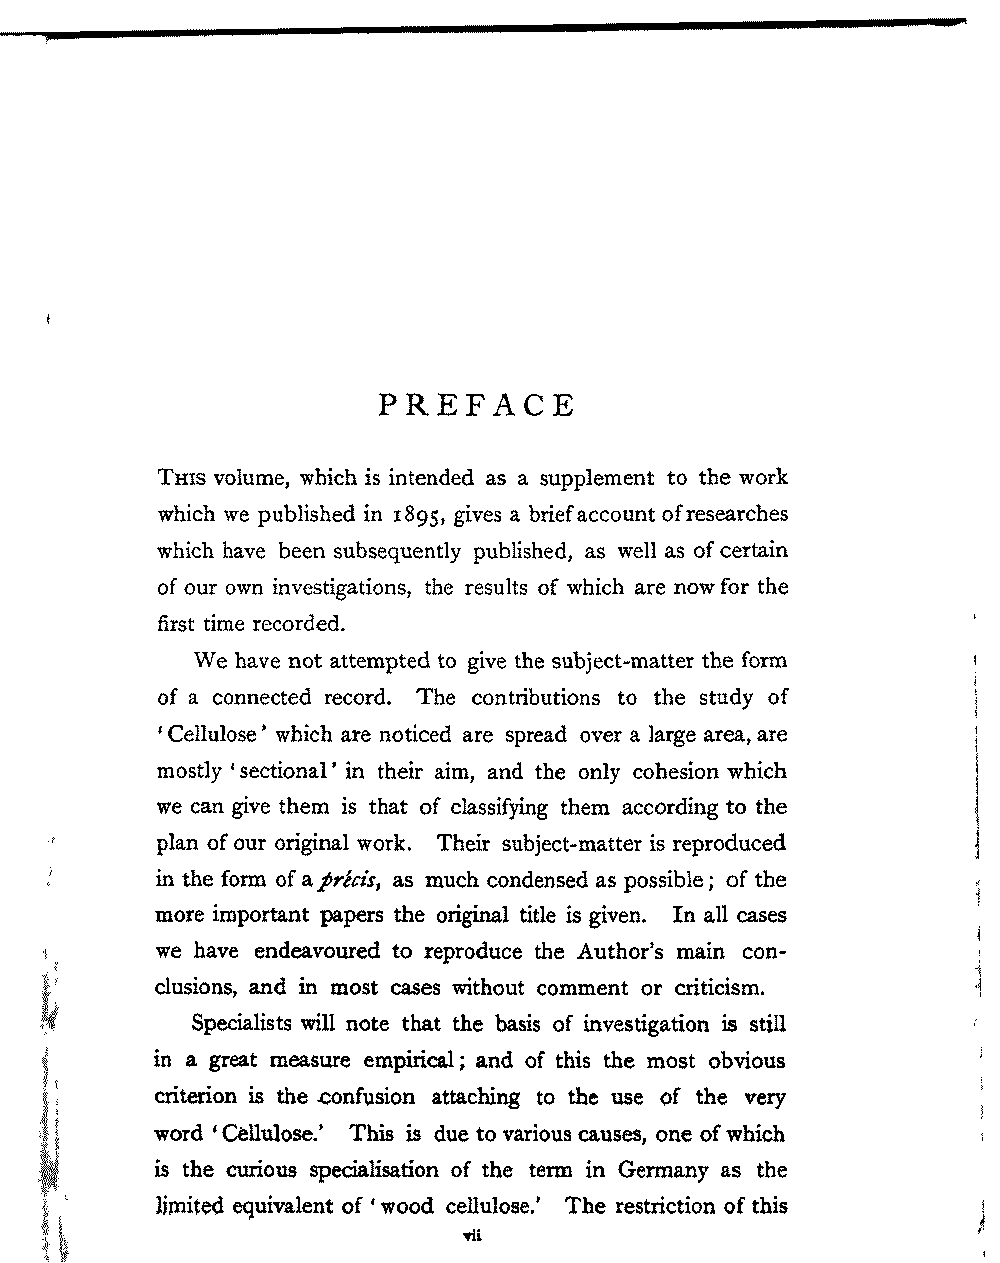 PREFACE
THIS volume, which is intended as a supplement to the work
which we published in 1895, gives a brief account of researches
which have been subsequently published, as well as of certain
of our own investigations, the results of which are now for the
first time recorded.
We have not attempted to give the subject-matter the form
of a connected record. The contributions to the study of
‘Cellulose’ which are noticed are spread over a large area, are
mostly ‘sectional’ in their aim, and the only cohesion which
we can give them is that of classifying them according to the
plan of our original work. Their subject-matter is reproduced
in the form of a précis, as much condensed as possible; of the
more important papers the original title is given. In all cases
we have endeavoured to reproduce the Author’s main con-
clusions, and in most cases without comment or criticism.
Specialists will note that the basis of investigation is still
in a great measure empirical; and of this the most obvious
criterion is the confusion attaching to the use of the very
word ‘Cellulose.’ This is due to various causes, one of which
is the curious specialisation of the term in Germany as the
limited equivalent of ‘wood cellulose.’ The restriction of this
vii